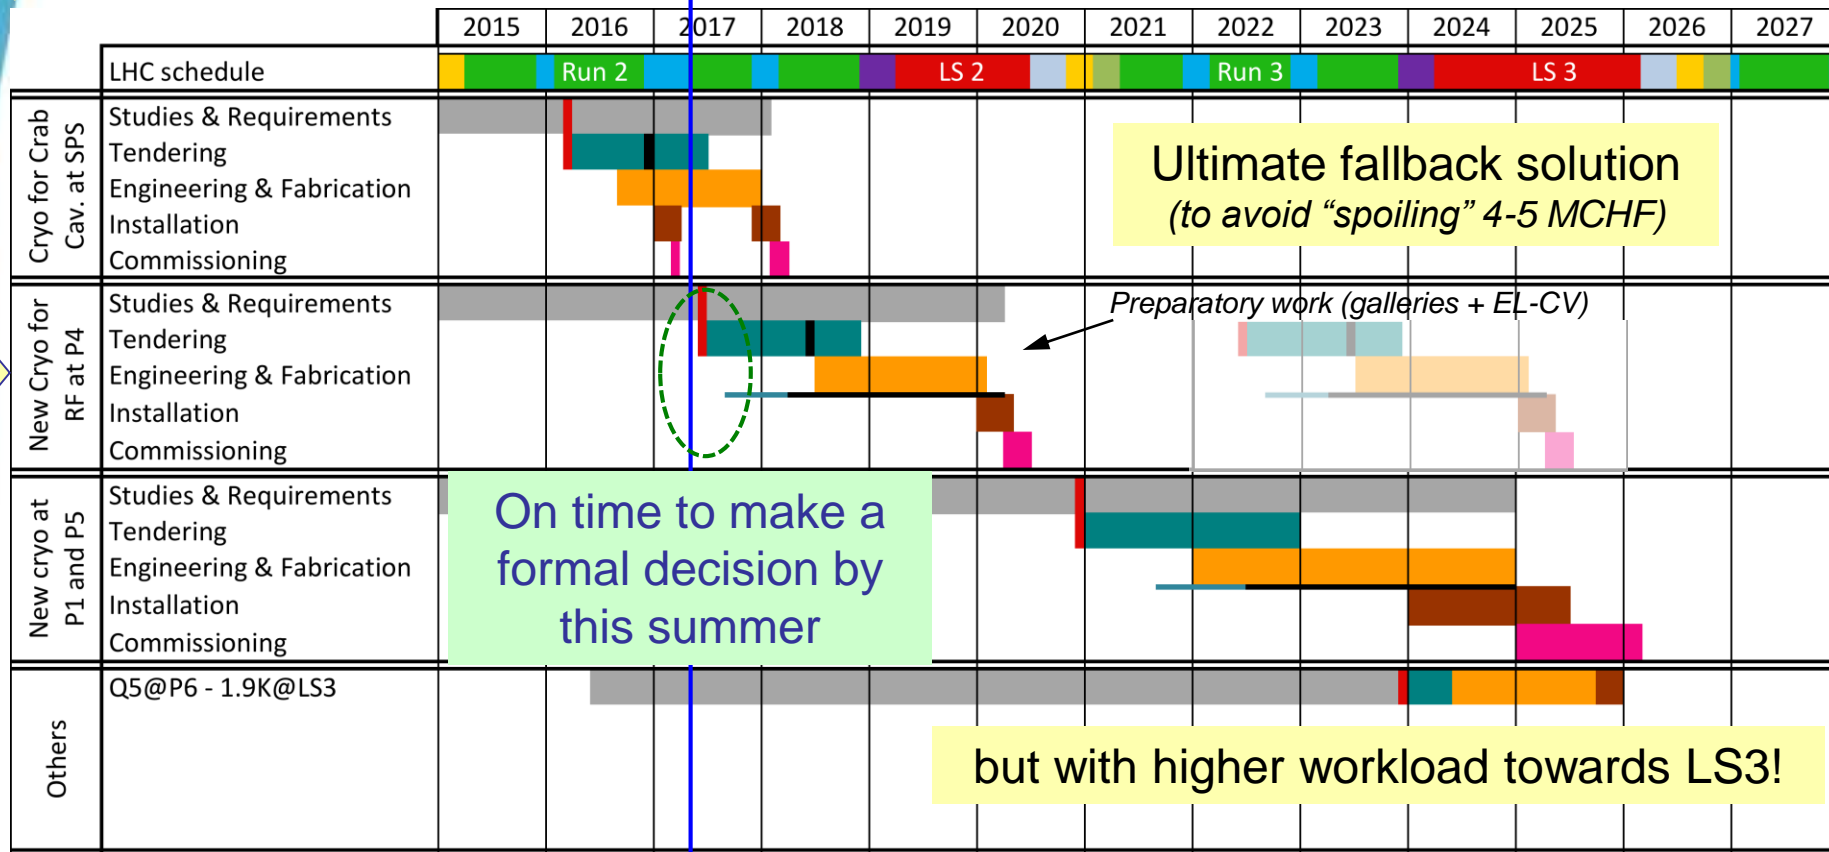 2015 2016 2017 2018 2019 2020 2021 2022 2023 2024 2025 2026 2027
LHC schedule Run 2 LS 2 Run 3 LS 3
Cryo for Crab
Cav. at SPS
Studies & Requirements
Tendering
Engineering & Fabrication
Installation
Commissioning
Ultimate fallback solution
(to avoid “spoiling” 4-5 MCHF)
New Cryo for
RF at P4
Studies & Requirements
Tendering
Engineering & Fabrication
Installation
Commissioning
Preparatory work (galleries + EL-CV)
New cryo at
P1 and P5
Studies & Requirements
Tendering
Engineering & Fabrication
Installation
Commissioning
On time to make a
formal decision by
this summer
Others
Q5@P6 - 1.9K@LS3
but with higher workload towards LS3!